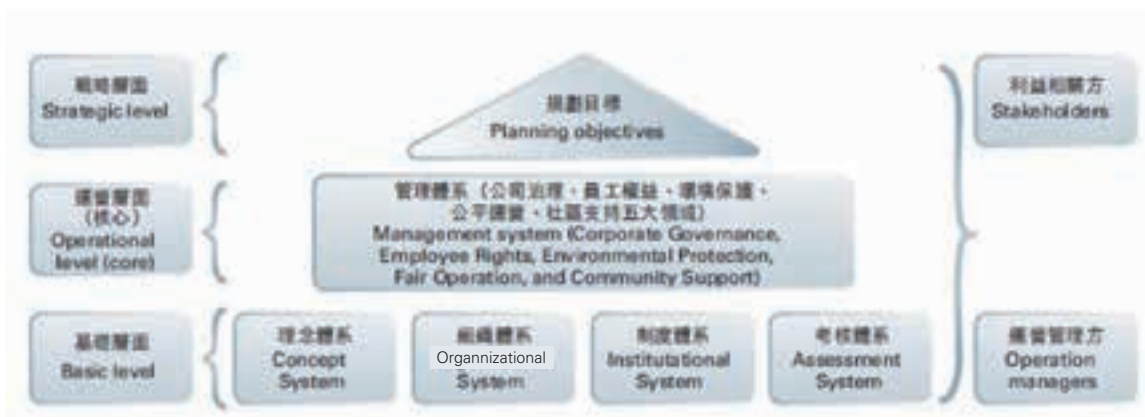 戰略層面
Strategic level
規劃目標
Planning objectives
利益相關方
Stakeholders
運營層面
（核心）
Operational
level (core)
管理體系（公司治理、員工權益、環境保護、
公平運營、社區支持五大領域）
Management system (Corporate Governance,
Employee Rights, Environmental Protection,
Fair Operation, and Community Support)
基礎層面
Basic level
理念體系
Concept
System
組織體系
Organnizational
System
制度體系
Institutational
System
考核體系
Assessment
System
運營管理方
Operation
managers